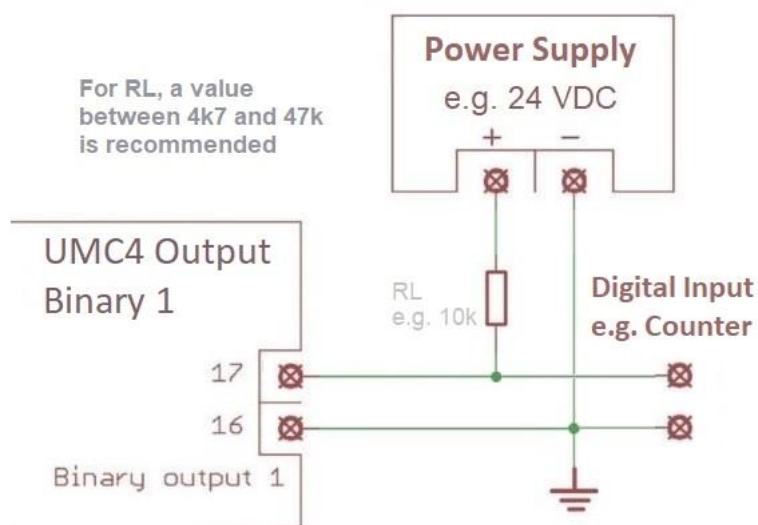 Power Supply
e.g. 24 VDC
+ −
For RL, a value
between 4k7 and 47k
is recommended
UMC4 Output
Binary 1
RL
e.g. 10k
Digital Input
e.g. Counter
17
16
Binary output 1